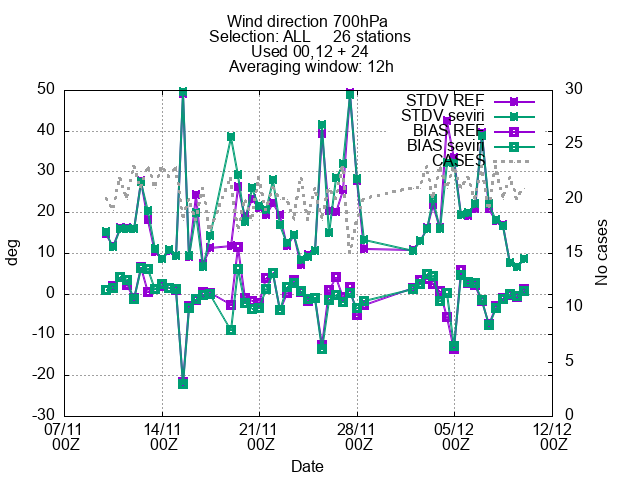 Wind direction 700hPa
Selection: ALL     26 stations
Used 00,12 + 24
Averaging window: 12h
50 30
STDV REF
STDV seviri
BIAS REF
BIAS seviri
CASES
40 25
30
20 20
10 15
0 10
-10
-20 5
-30 0
deg
No cases
07/11 14/11 21/11 28/11 05/12 12/12
00Z 00Z 00Z 00Z 00Z 00Z
Date